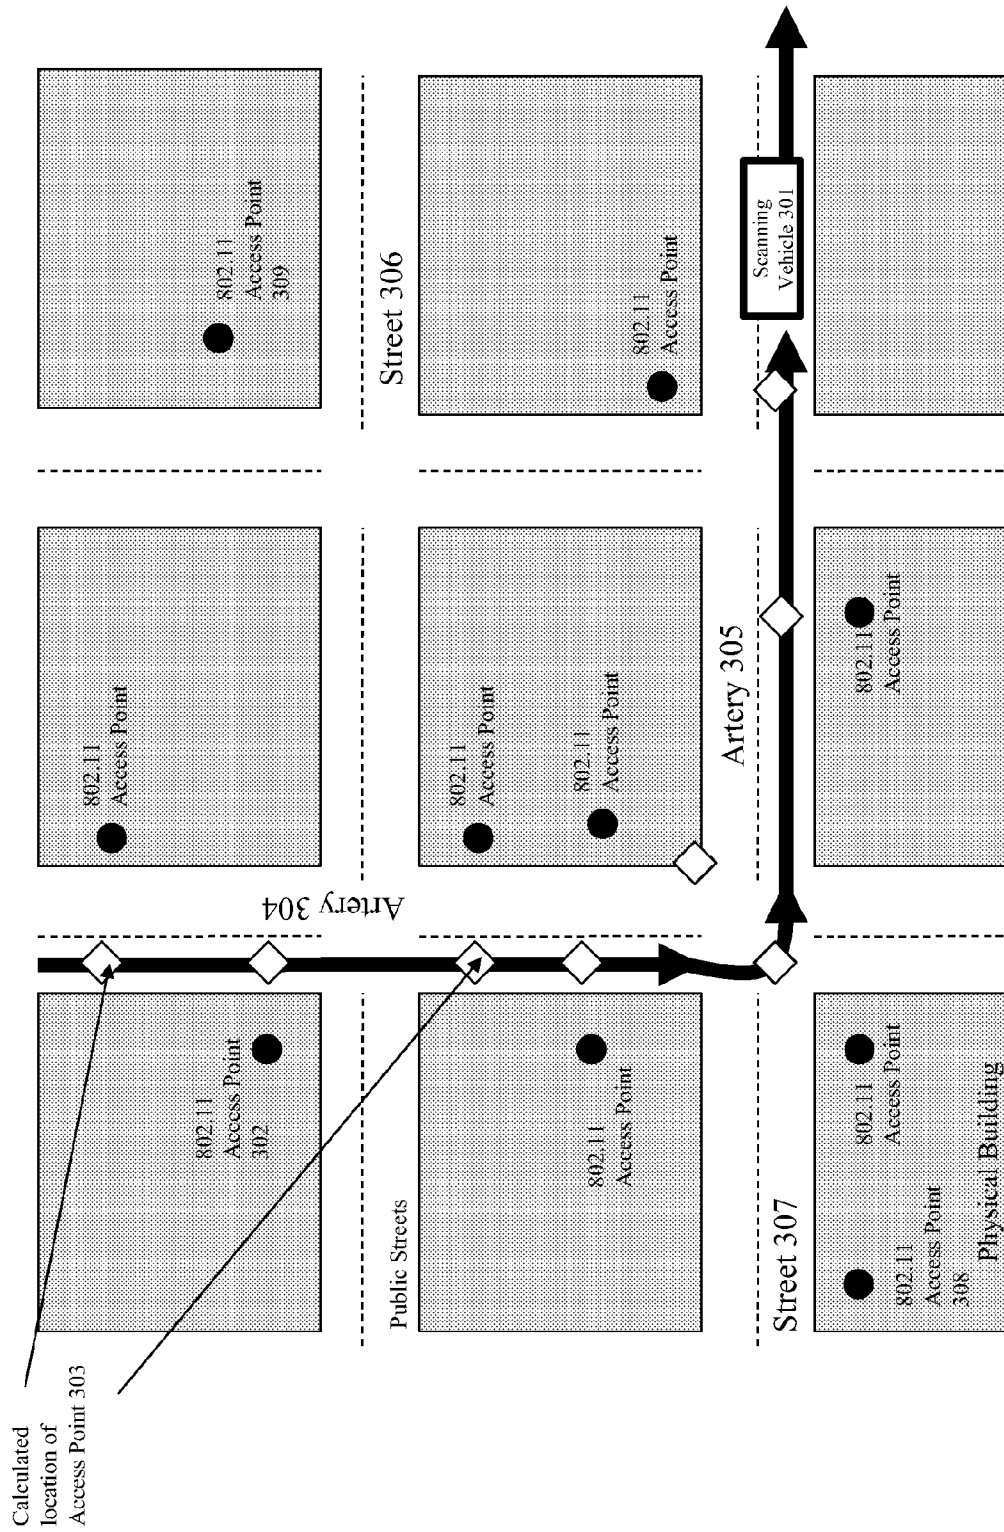 802.11
Access Point
309
Street 306
802.11
Access Point
Scanning
Vehicle 301
802.11
Access Point
802.11
Access Point
802.11
Access Point
Artery 305
802.11
Access Point
Artery 304
802.11
Access Point
302
Public Streets
802.11
Access Point
Street 307
802.11
Access Point
802.11
Access Point
308
Physical Building
Calculated
location of
Access Point 303